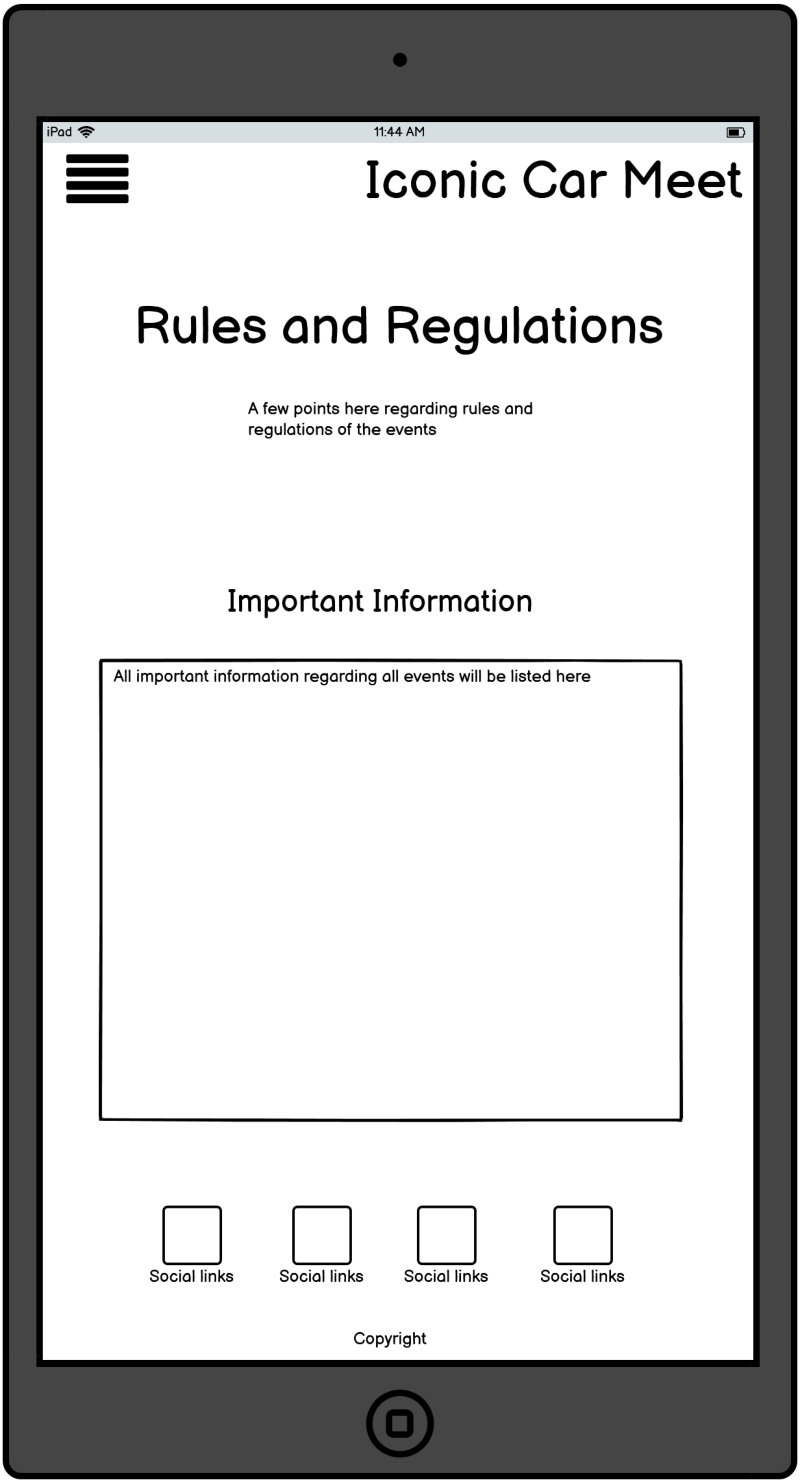 iPad 11:44 AM
Iconic Car Meet
Rules and Regulations
A few points here regarding rules and
regulations of the events
Important Information
All important information regarding all events will be listed here
Social links Social links Social links Social links
Copyright